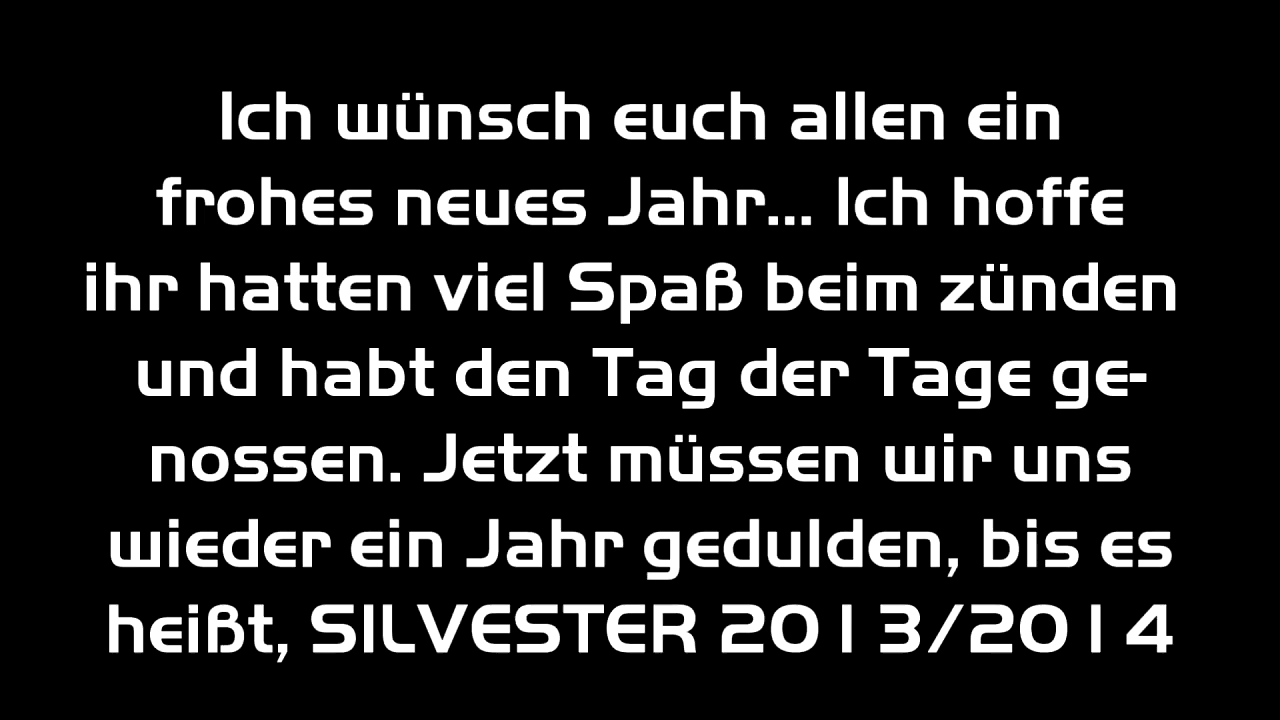 Ich wünsch euch allen ein
frohes neues Jahr... Ich hoffe
ihr hatten viel Spaß beim zünden
und habt den Tag der Tage ge-
nossen. Jetzt müssen wir uns
wieder ein Jahr gedulden, bis es
heißt, SILVESTER 2013/2014